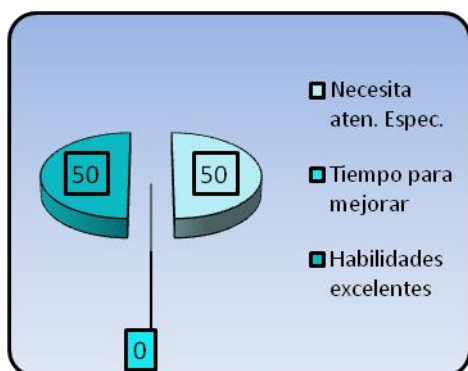 50
50
0
Necesita
aten. Espec.
Tiempo para
mejorar
Habilidades
excelentes